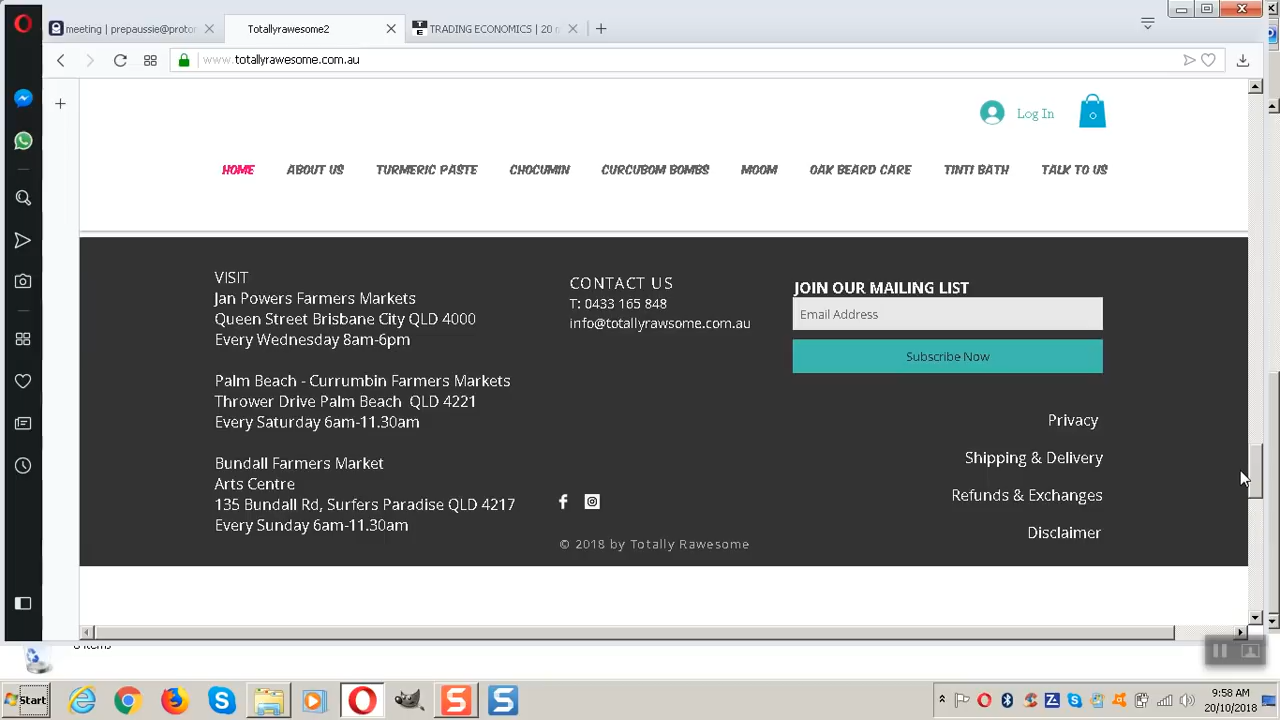 meeting | prepaussie@proto
Totallyrawesome2
TRADING ECONOMICS | 20 m
www.totallyrawesome.com.au
Log In
0
HOME
ABOUT US
TURMERIC PASTE
CHOCUMIN
CURCUBOM BOMBS
MOOM
OAK BEARD CARE
TINTI BATH
TALK TO US
VISIT
Jan Powers Farmers Markets
Queen Street Brisbane City QLD 4000
Every Wednesday 8am-6pm
Palm Beach - Currumbin Farmers Markets
Thrower Drive Palm Beach QLD 4221
Every Saturday 6am-11.30am
Bundall Farmers Market
Arts Centre
135 Bundall Rd, Surfers Paradise QLD 4217
Every Sunday 6am-11.30am
CONTACT US
T: 0433 165 848
info@totallyrawsome.com.au
© 2018 by Totally Rawesome
JOIN OUR MAILING LIST
Email Address
Subscribe Now
Privacy
Shipping & Delivery
Refunds & Exchanges
Disclaimer
Start
9:58 AM
20/10/2018